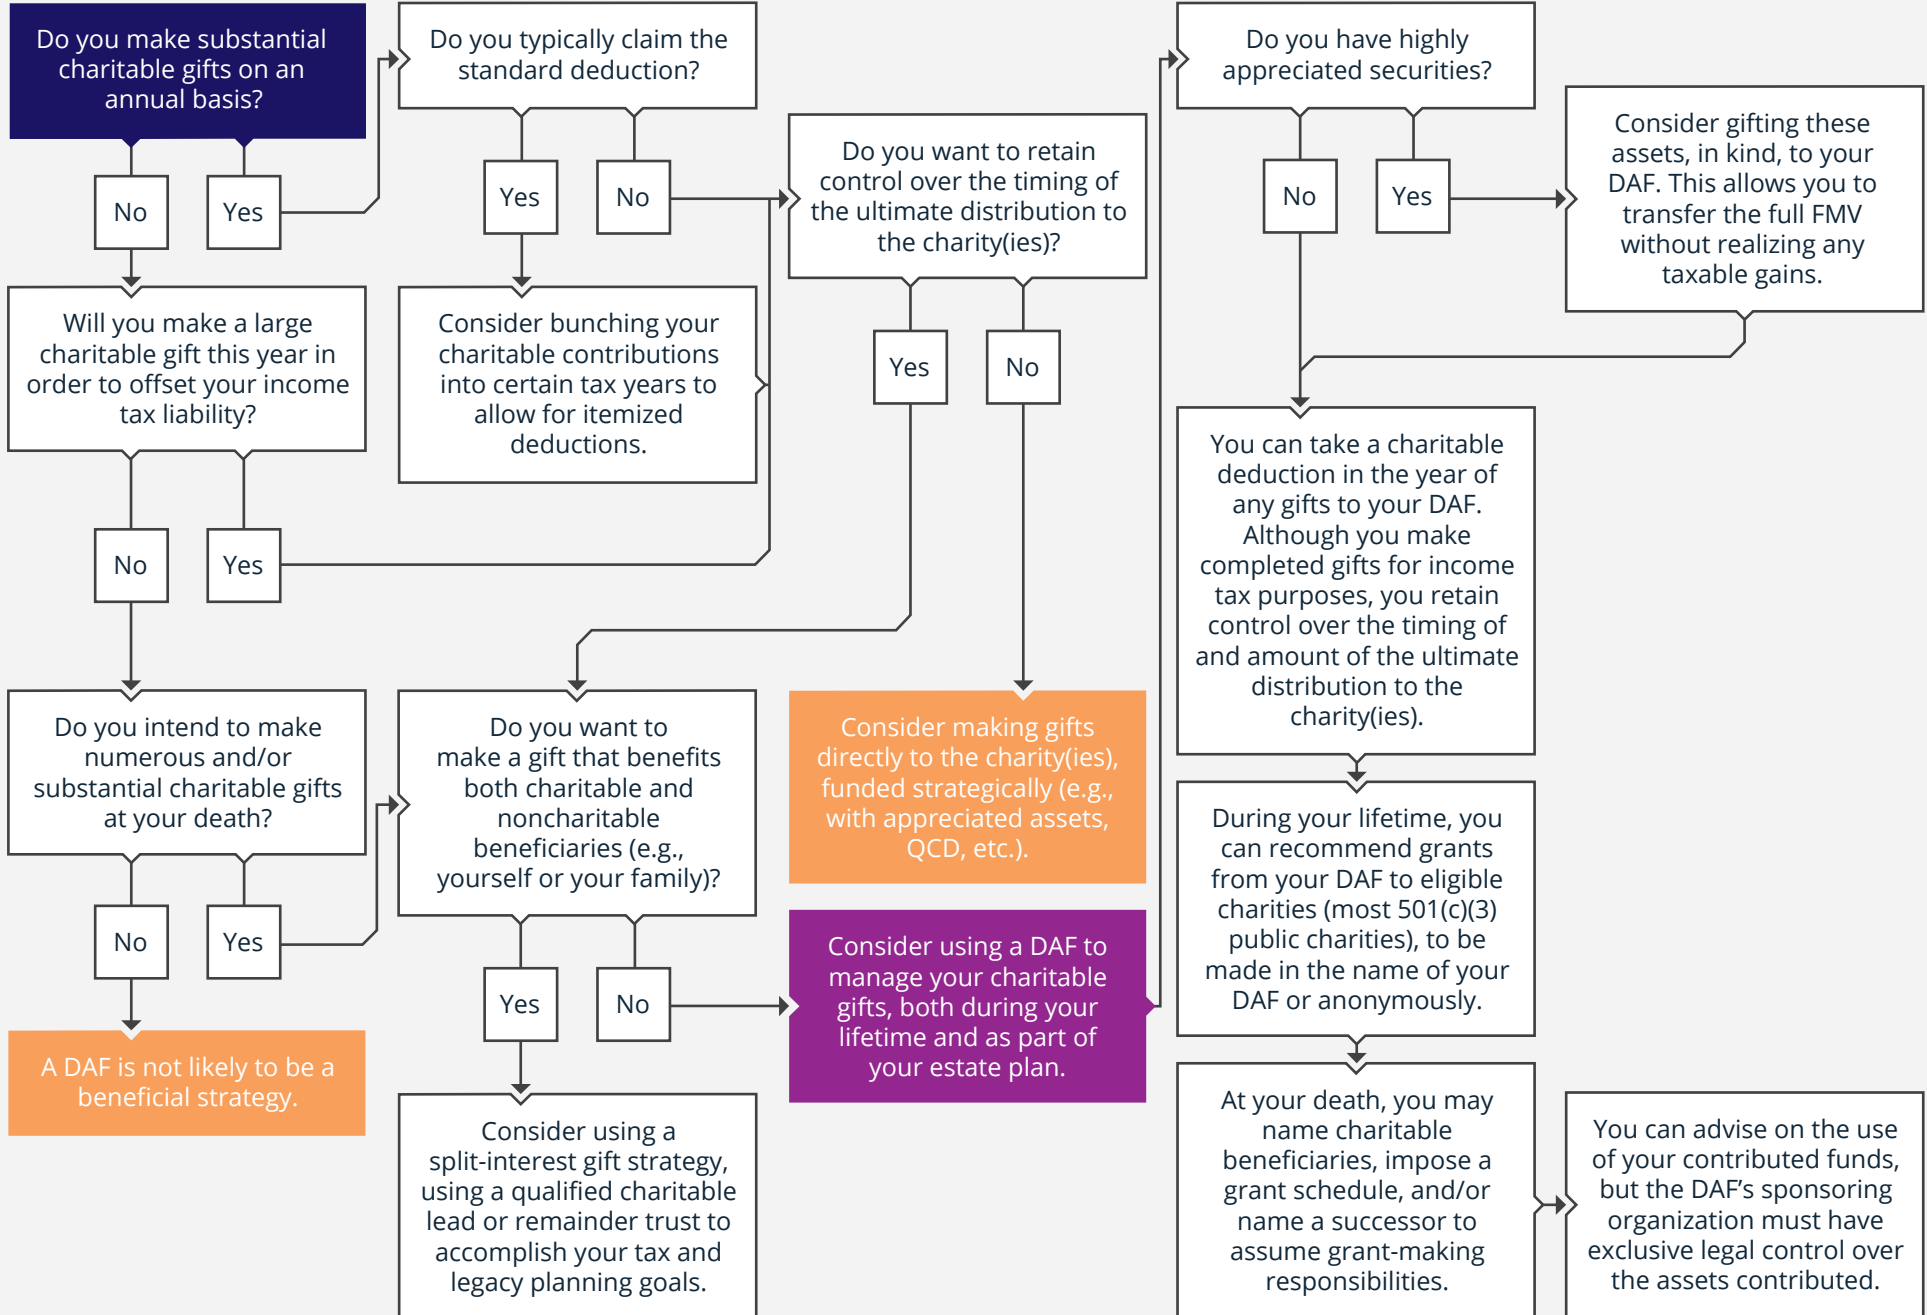 Do you make substantial
charitable gifts on an
annual basis?
No
Yes
Will you make a large
charitable gift this year in
order to offset your income
tax liability?
No
Yes
Do you intend to make
numerous and/or
substantial charitable gifts
at your death?
No
Yes
A DAF is not likely to be a
beneficial strategy.
Do you typically claim the
standard deduction?
Yes
No
Consider bunching your
charitable contributions
into certain tax years to
allow for itemized
deductions.
Do you want to retain
control over the timing of
the ultimate distribution to
the charity(ies)?
Yes
No
Do you want to
make a gift that benefits
both charitable and
noncharitable
beneficiaries (e.g.,
yourself or your family)?
Yes
No
Consider using a
split-interest gift strategy,
using a qualified charitable
lead or remainder trust to
accomplish your tax and
legacy planning goals.
Consider making gifts
directly to the charity(ies),
funded strategically (e.g.,
with appreciated assets,
QCD, etc.).
Consider using a DAF to
manage your charitable
gifts, both during your
lifetime and as part of
your estate plan.
Do you have highly
appreciated securities?
No
Yes
Consider gifting these
assets, in kind, to your
DAF. This allows you to
transfer the full FMV
without realizing any
taxable gains.
You can take a charitable
deduction in the year of
any gifts to your DAF.
Although you make
completed gifts for income
tax purposes, you retain
control over the timing of
and amount of the ultimate
distribution to the
charity(ies).
During your lifetime, you
can recommend grants
from your DAF to eligible
charities (most 501(c)(3)
public charities), to be
made in the name of your
DAF or anonymously.
At your death, you may
name charitable
beneficiaries, impose a
grant schedule, and/or
name a successor to
assume grant-making
responsibilities.
You can advise on the use
of your contributed funds,
but the DAF’s sponsoring
organization must have
exclusive legal control over
the assets contributed.